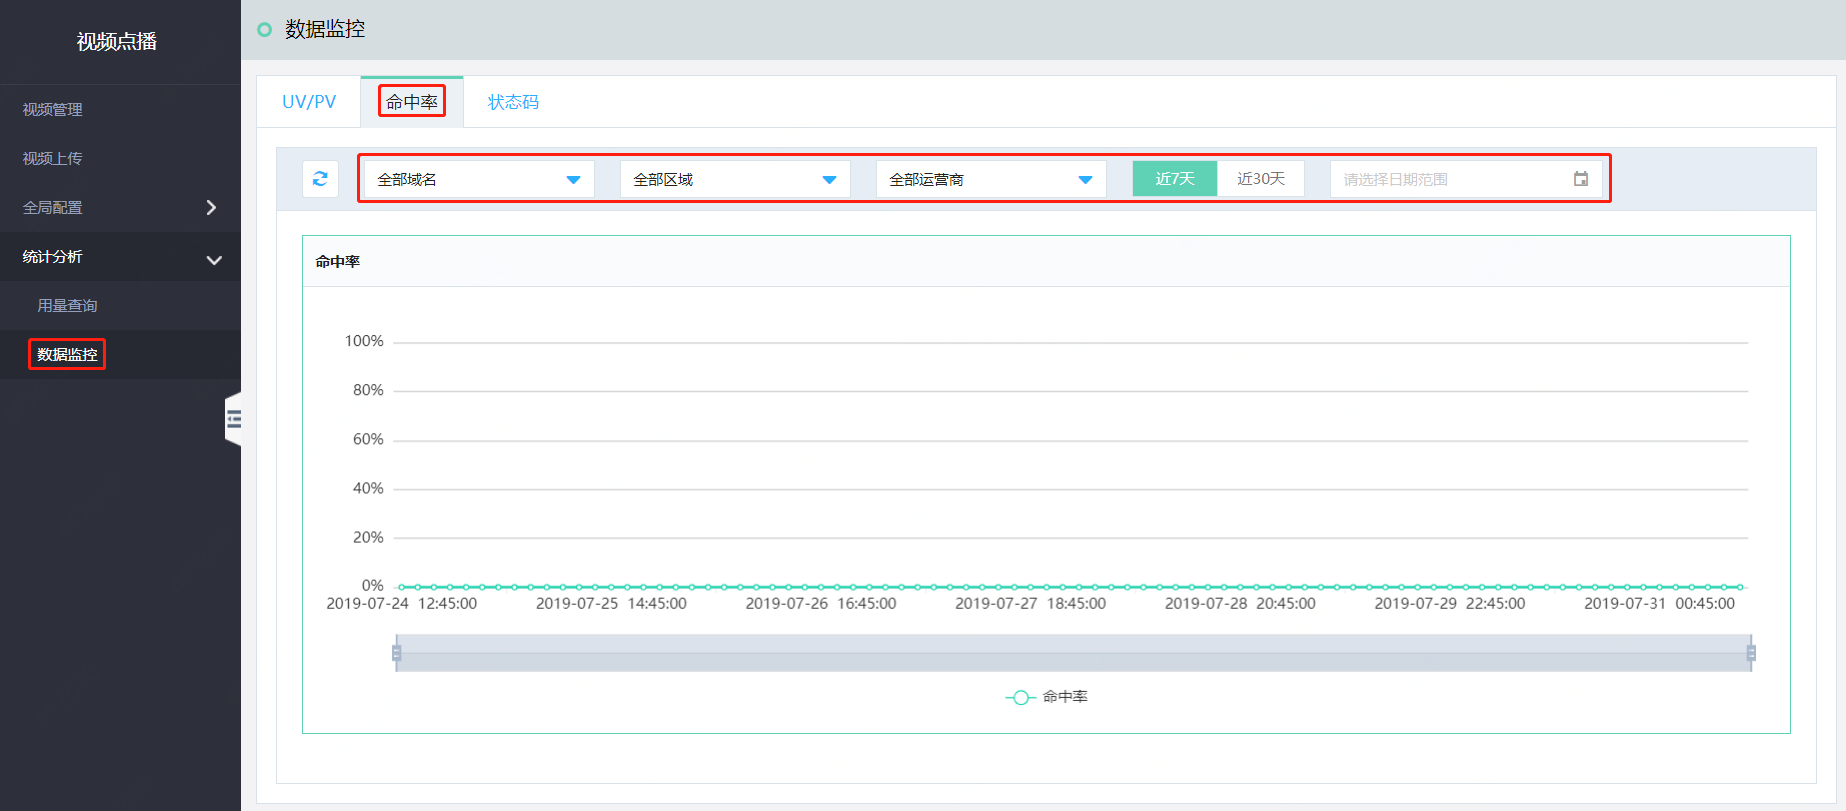 视频点播
视频管理
视频上传
全局配置
统计分析
用量查询
数据监控
数据监控
UV/PV 命中率 状态码
全部域名 全部区域 全部运营商 近7天 近30天 请选择日期范围
命中率
100%
80%
60%
40%
20%
0%
2019-07-24 12:45:00 2019-07-25 14:45:00 2019-07-26 16:45:00 2019-07-27 18:45:00 2019-07-28 20:45:00 2019-07-29 22:45:00 2019-07-31 00:45:00
命中率